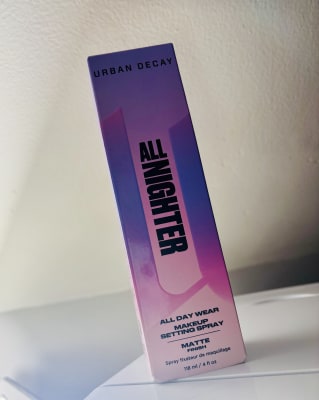 URBAN DECAY
ALL
NIGHTER
ALL DAY WEAR
MAKEUP
SETTING SPRAY
MATTE
FINISH
Spray fixateur de maquillage
118 ml / 4 fl oz